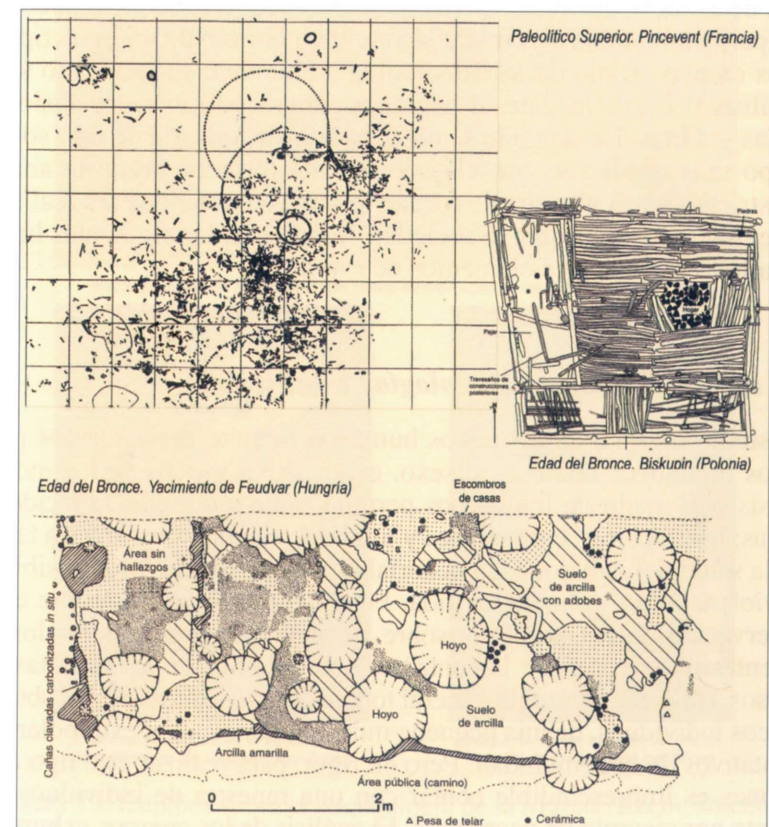 Paleolítico Superior. Pincevent (Francia)
Piedras
Paja
Travesaños de
construcciones
posteriores
Edad del Bronce. Biskupin (Polonia)
Edad del Bronce. Yacimiento de Feudvar (Hungría)
Escombros
de casas
Área sin
hallazgos
Suelo
de arcilla
con adobes
Cañas clavadas carbonizadas in situ
Hoyo
Hoyo
Suelo
de arcilla
Arcilla amarilla
Área pública (camino)
0 2
m
Pesa de telar
Cerámica